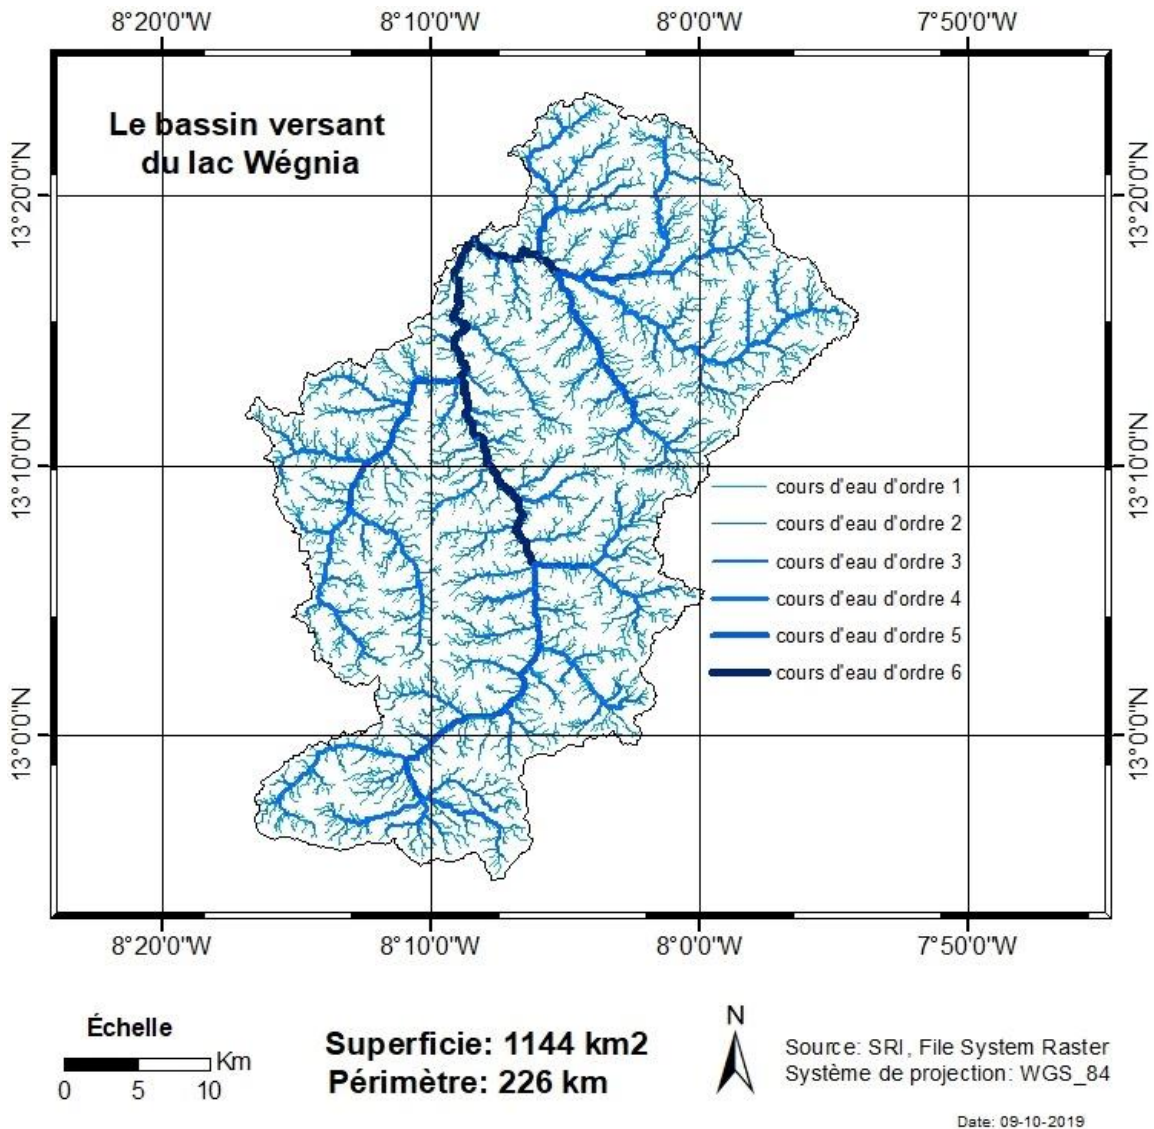 8°20'0"W 8°10'0"W 8°0'0"W 7°50'0"W
Le bassin versant
du lac Wégnia
13°20'0"N 13°20'0"N
13°10'0"N 13°10'0"N
cours d'eau d'ordre 1
cours d'eau d'ordre 2
cours d'eau d'ordre 3
cours d'eau d'ordre 4
cours d'eau d'ordre 5
cours d'eau d'ordre 6
13°0'0"N 13°0'0"N
8°20'0"W 8°10'0"W 8°0'0"W 7°50'0"W
Échelle
Km
0 5 10
Superficie: 1144 km2
Périmètre: 226 km
N
Source: SRI, File System Raster
Système de projection: WGS_84
Date: 09-10-2019